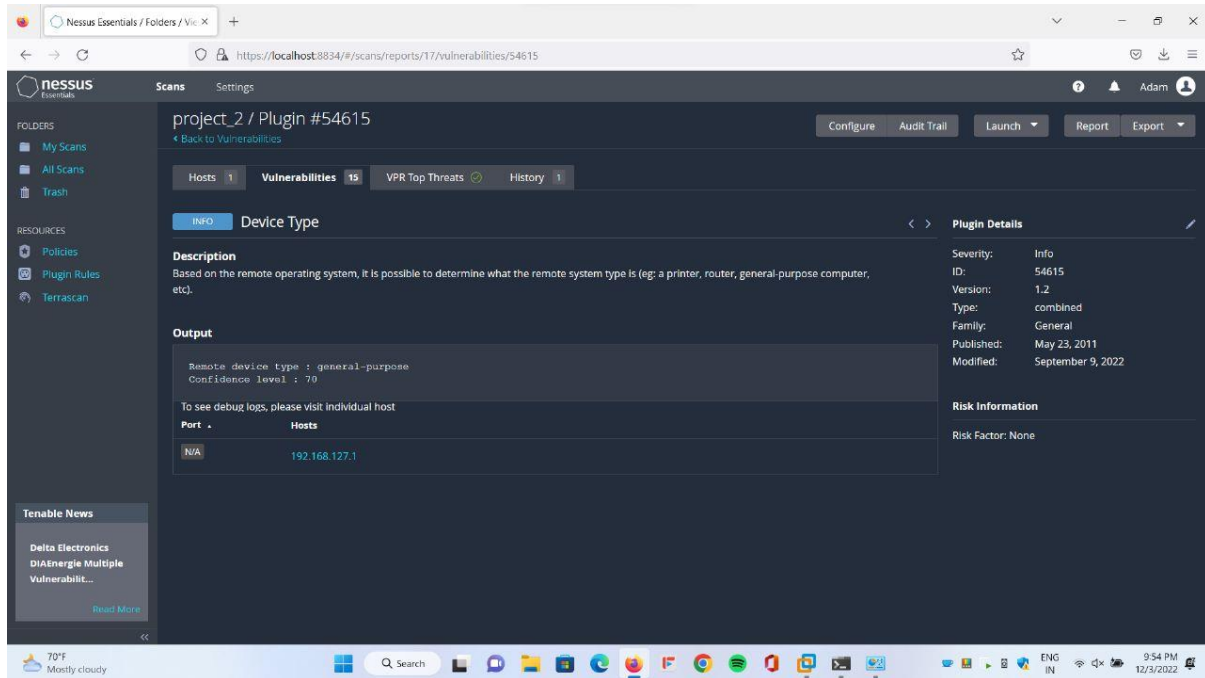 Nessus Essentials / Folders / Vie
https://localhost:8834/#/scans/reports/17/vulnerabilities/54615
nessus
Essentials
Scans
Settings
Adam
FOLDERS
My Scans
All Scans
Trash
RESOURCES
Policies
Plugin Rules
Terrascan
project_2 / Plugin #54615
Back to Vulnerabilities
Configure
Audit Trail
Launch
Report
Export
Hosts 1
Vulnerabilities 15
VPR Top Threats
History 1
INFO
Device Type
Description
Based on the remote operating system, it is possible to determine what the remote system type is (eg: a printer, router, general-purpose computer,
etc).
Output
Remote device type : general-purpose
Confidence level : 70
To see debug logs, please visit individual host
Port Hosts
N/A 192.168.127.1
Plugin Details
Severity: Info
ID: 54615
Version: 1.2
Type: combined
Family: General
Published: May 23, 2011
Modified: September 9, 2022
Risk Information
Risk Factor: None
Tenable News
Delta Electronics
DIAEnergie Multiple
Vulnerabilit...
Read More
70°F
Mostly cloudy
Search
ENG
IN
9:54 PM
12/3/2022